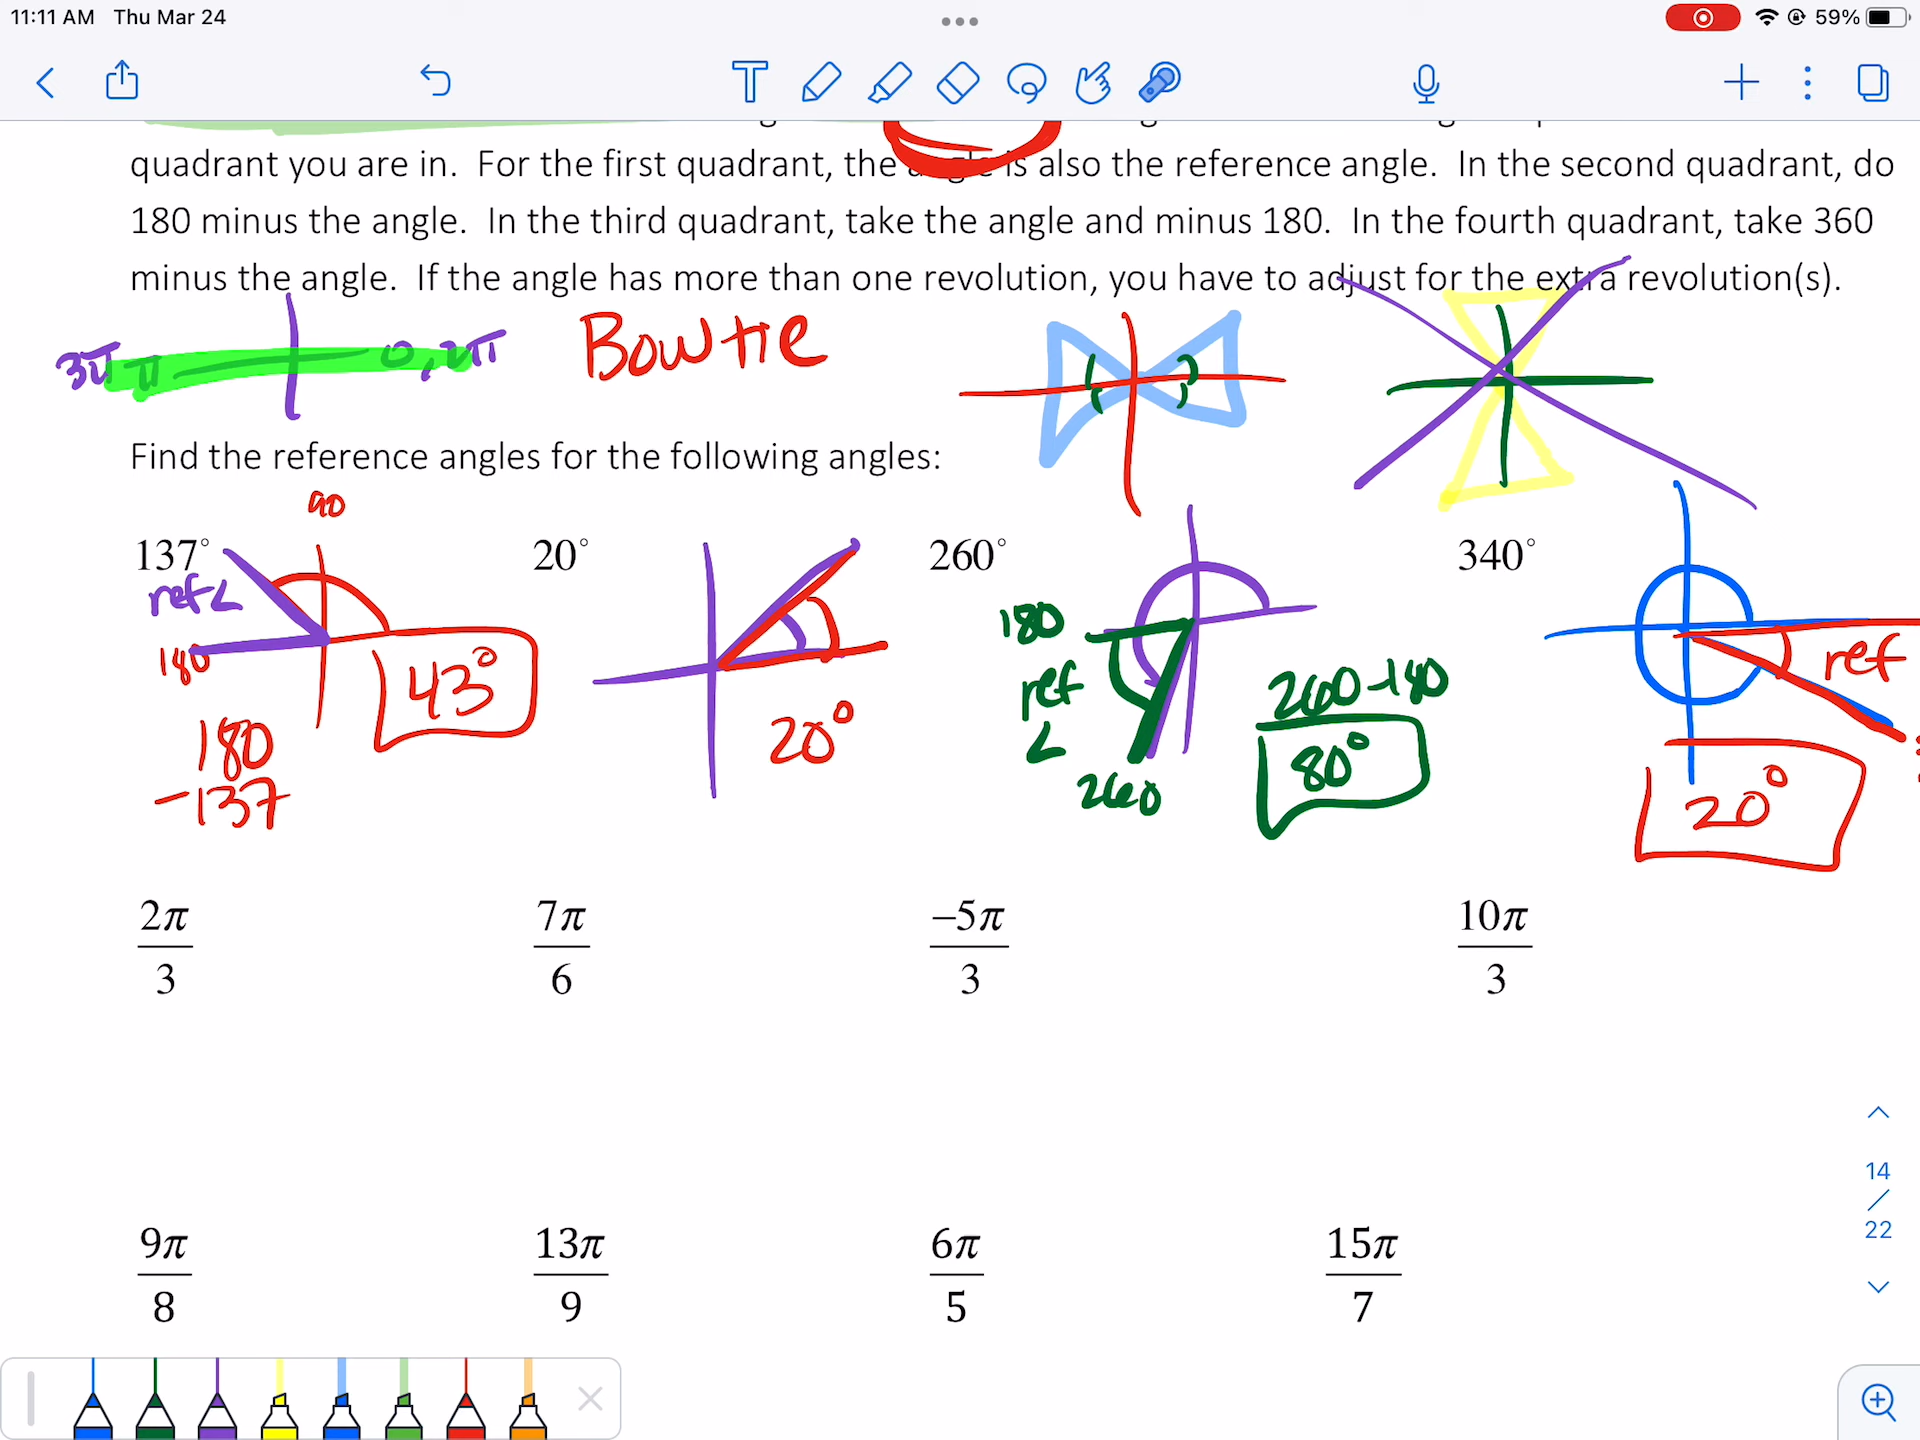 11:11 AM Thu Mar 24
59%
quadrant you are in. For the first quadrant, the angle is also the reference angle. In the second quadrant, do
180 minus the angle. In the third quadrant, take the angle and minus 180. In the fourth quadrant, take 360
minus the angle. If the angle has more than one revolution, you have to adjust for the extra revolution(s).
3π π 0, 2π
Bowtie
Find the reference angles for the following angles:
90
137° 20° 260° 340°
ref<
180
43°
180
-137
20°
180
ref
<
260
260-180
80°
ref
20°
2π/3 7π/6 -5π/3 10π/3
9π/8 13π/9 6π/5 15π/7
14
/
22